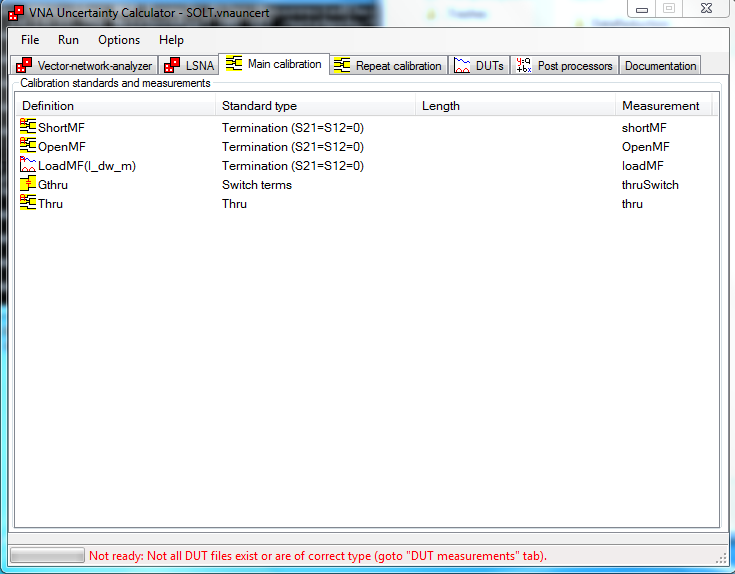 VNA Uncertainty Calculator - SOLT.vnauncert
File Run Options Help
Vector-network-analyzer LSNA Main calibration Repeat calibration DUTs Post processors Documentation
Calibration standards and measurements
Definition Standard type Length Measurement
ShortMF Termination (S21=S12=0) shortMF
OpenMF Termination (S21=S12=0) OpenMF
LoadMF(l_dw_m) Termination (S21=S12=0) loadMF
Gthru Switch terms thruSwitch
Thru Thru thru
Not ready: Not all DUT files exist or are of correct type (goto "DUT measurements" tab).